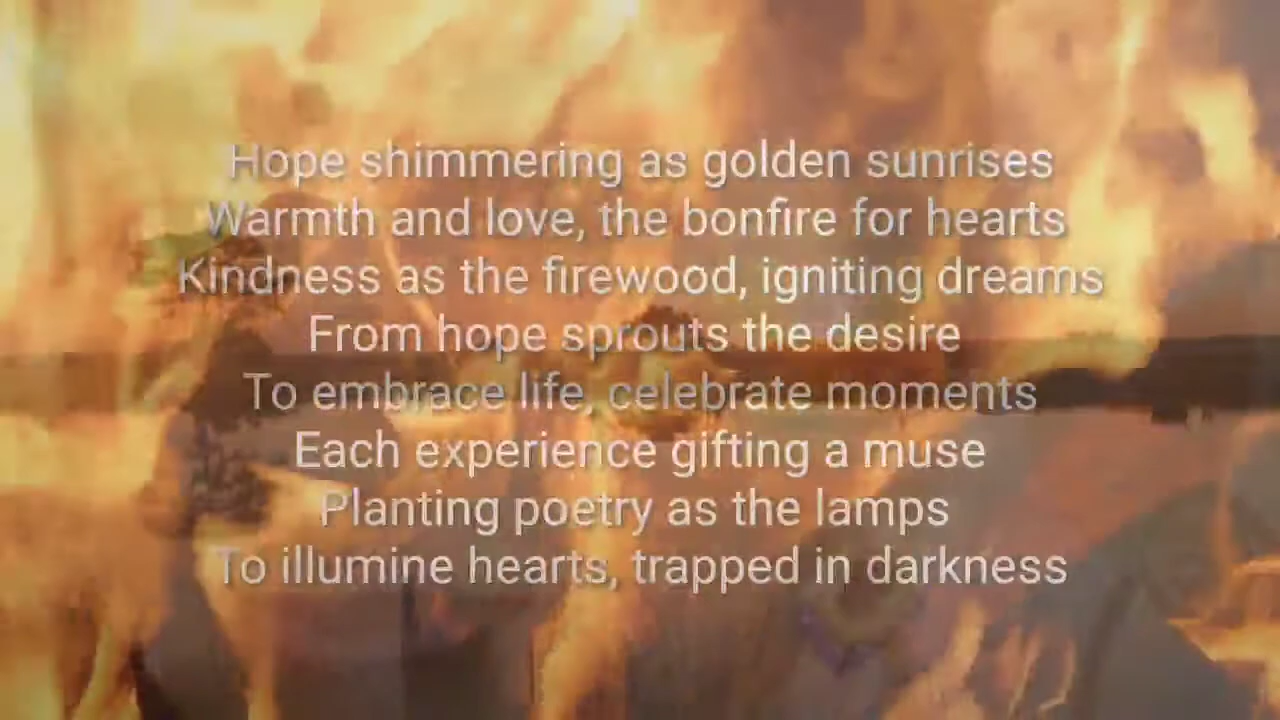 Hope shimmering as golden sunrises
Warmth and love, the bonfire for hearts
Kindness as the firewood, igniting dreams
From hope sprouts the desire
To embrace life, celebrate moments
Each experience gifting a muse
Planting poetry as the lamps
To illumine hearts, trapped in darkness